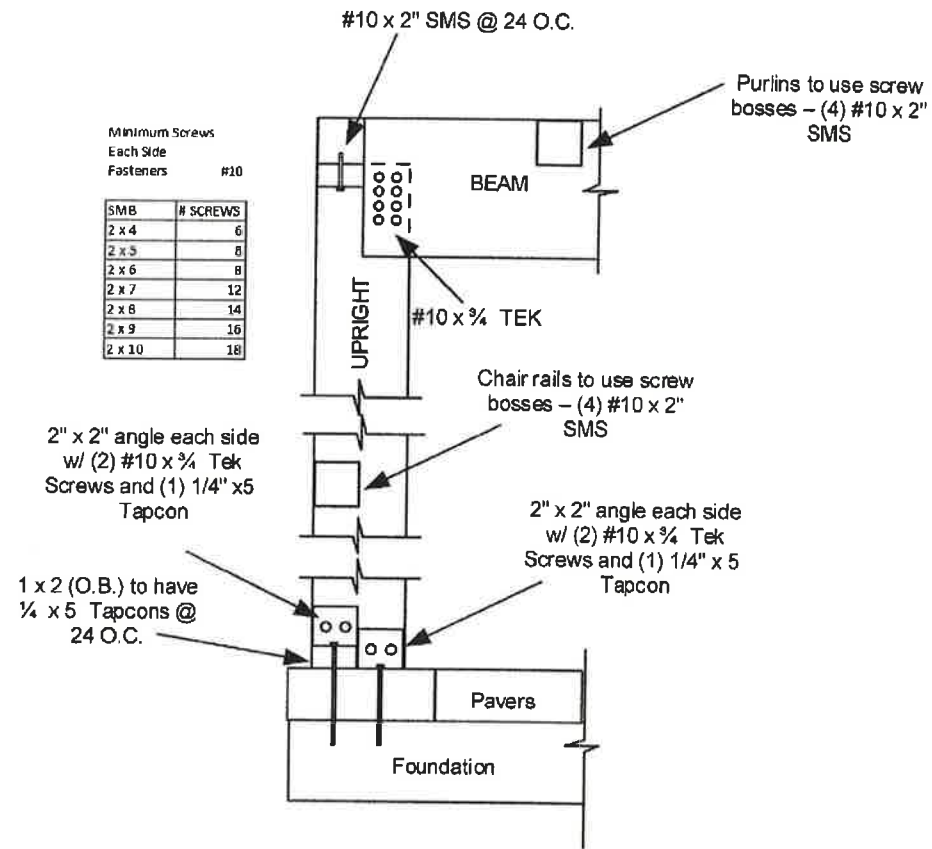 #10 x 2" SMS @ 24 O.C.
Purlins to use screw
bosses – (4) #10 x 2"
SMS
Minimum Screws
Each Side
Fasteners #10
SMB # SCREWS
2 x 4 6
2 x 5 8
2 x 6 8
2 x 7 12
2 x 8 14
2 x 9 16
2 x 10 18
BEAM
UPRIGHT
#10 x ¾ TEK
Chair rails to use screw
bosses – (4) #10 x 2"
SMS
2" x 2" angle each side
w/ (2) #10 x ¾ Tek
Screws and (1) 1/4" x5
Tapcon
2" x 2" angle each side
w/ (2) #10 x ¾ Tek
Screws and (1) 1/4" x 5
Tapcon
1 x 2 (O.B.) to have
¼ x 5 Tapcons @
24 O.C.
Pavers
Foundation